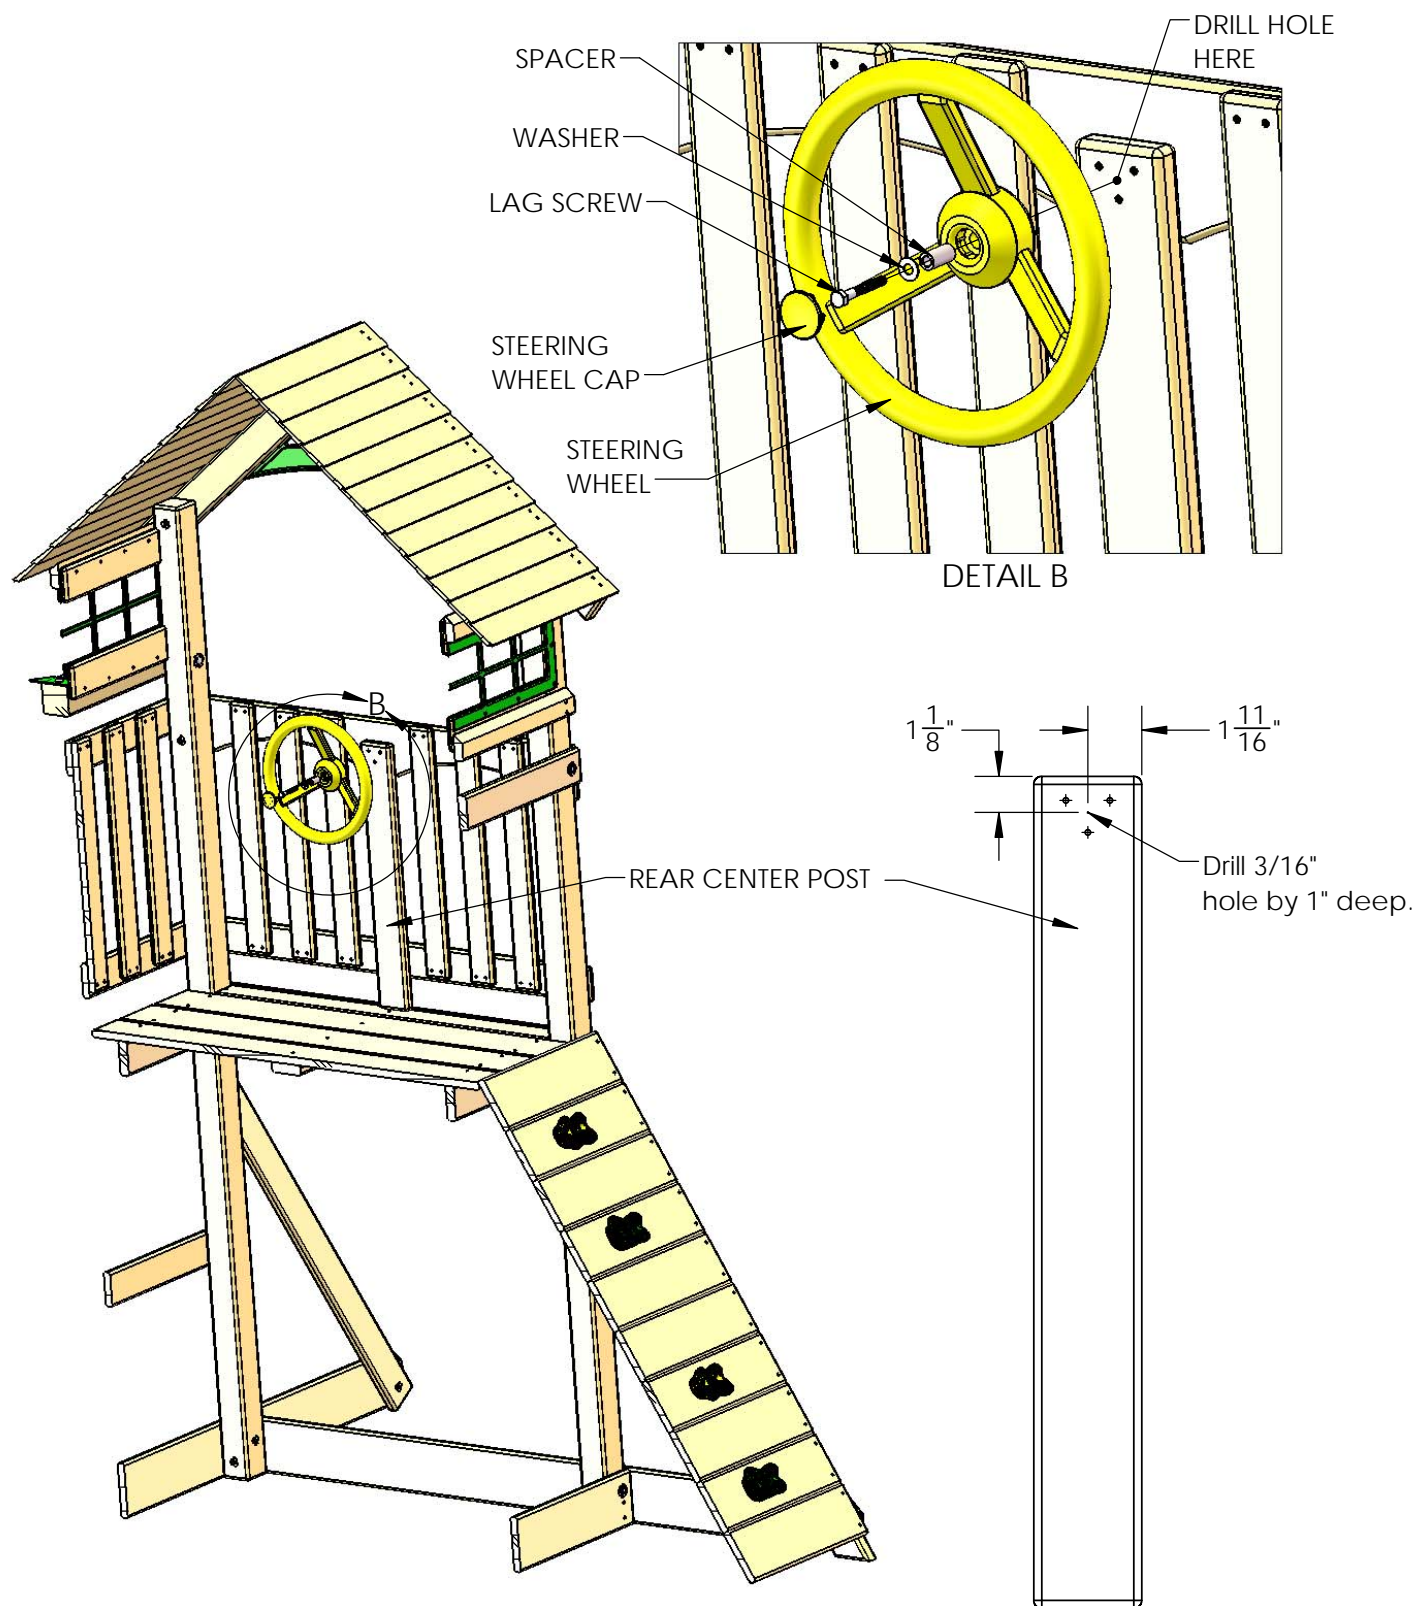 DRILL HOLE
HERE
SPACER
WASHER
LAG SCREW
STEERING
WHEEL CAP
STEERING
WHEEL
DETAIL B
B
1 1/8"
1 11/16"
REAR CENTER POST
Drill 3/16"
hole by 1" deep.